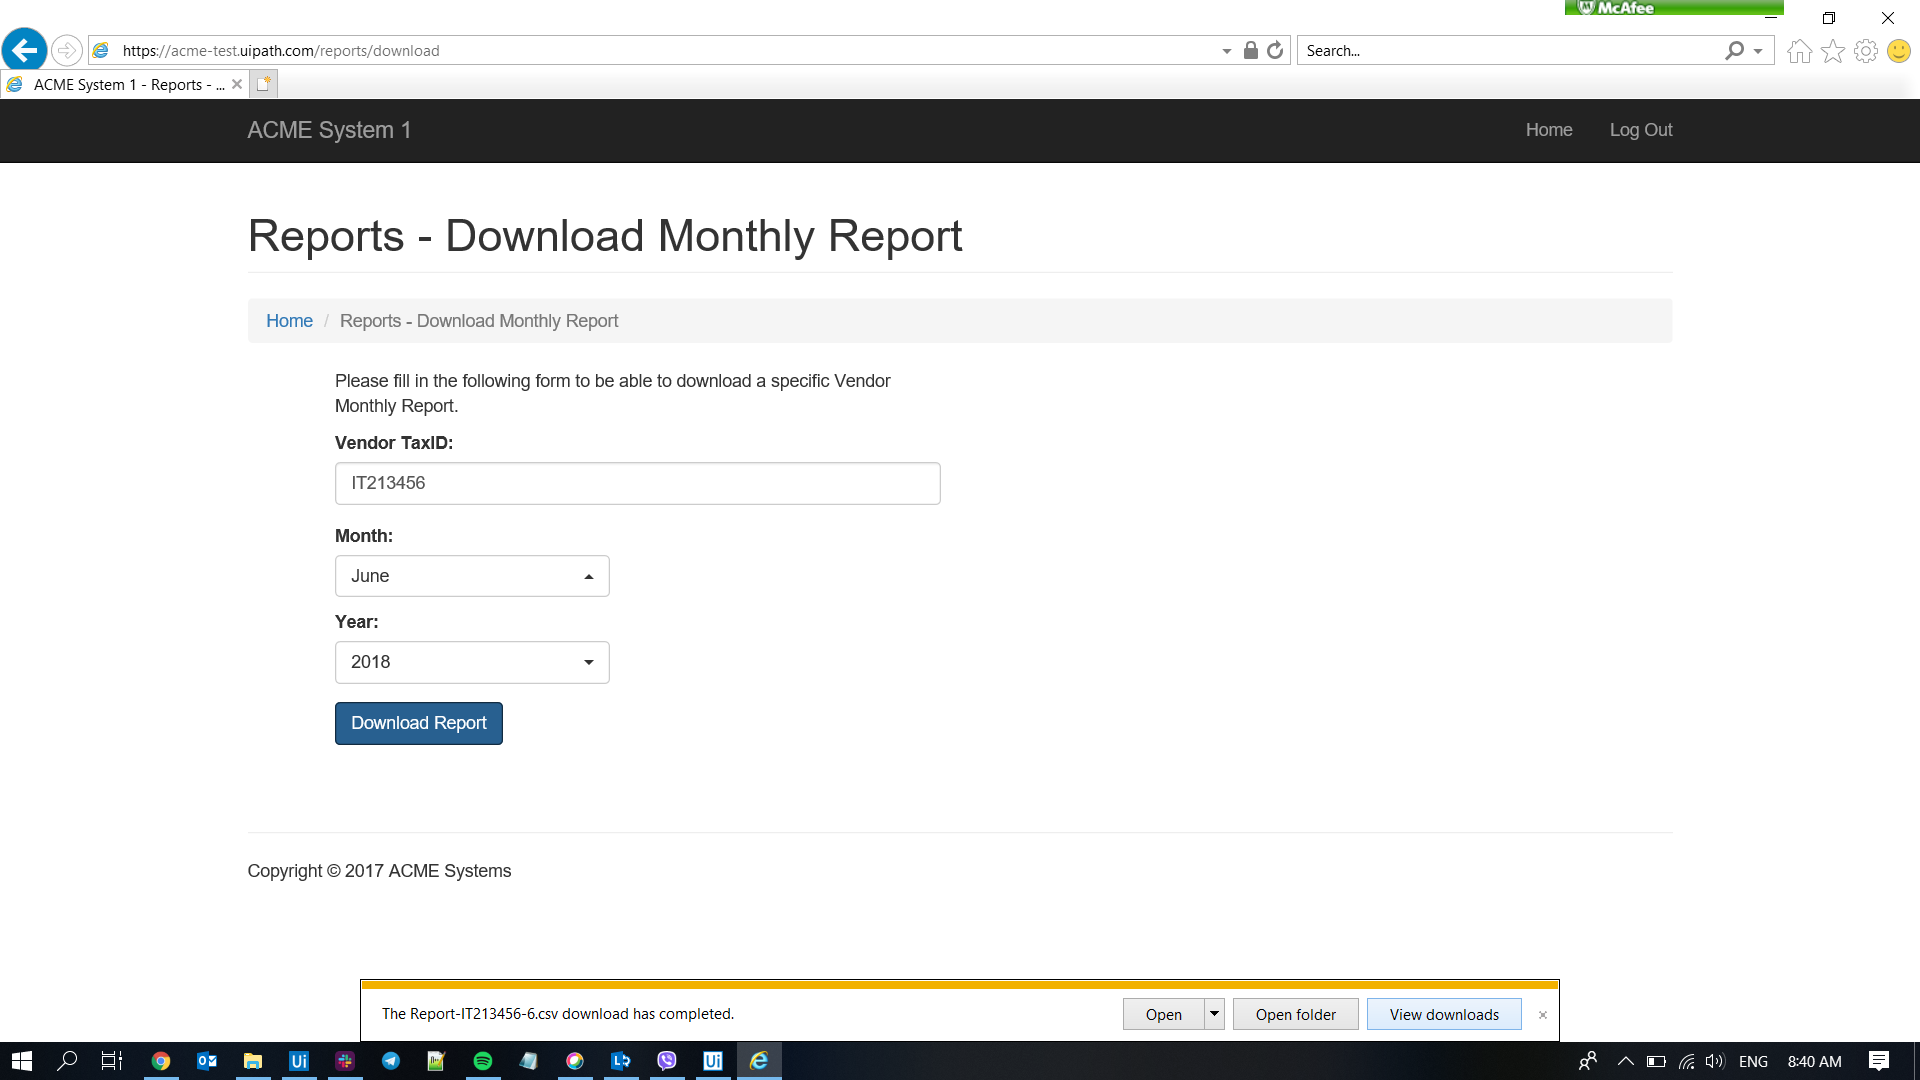 McAfee
https://acme-test.uipath.com/reports/download
Search...
ACME System 1 - Reports - ...
ACME System 1
Home
Log Out
Reports - Download Monthly Report
Home / Reports - Download Monthly Report
Please fill in the following form to be able to download a specific Vendor
Monthly Report.
Vendor TaxID:
IT213456
Month:
June
Year:
2018
Download Report
Copyright © 2017 ACME Systems
The Report-IT213456-6.csv download has completed.
Open
Open folder
View downloads
ENG
8:40 AM